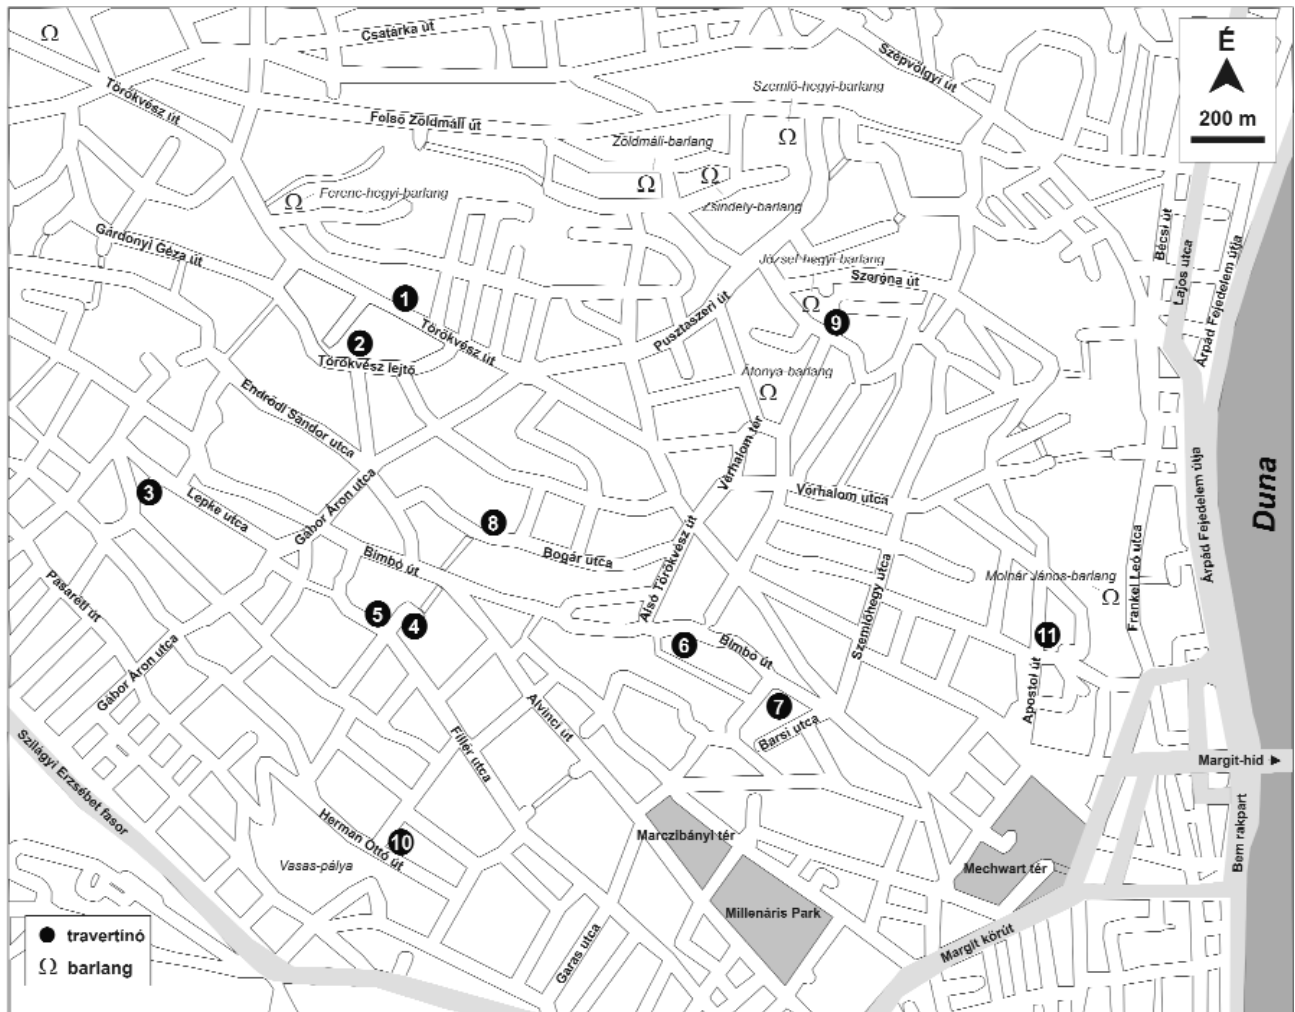 Csatárka út
Szépvölgyi út
É
200 m
Törökvész út
Szemlő-hegyi-barlang
Felső Zöldmáli út
Zöldmáli-barlang
Ferenc-hegyi-barlang
Zsindely-barlang
Gárdonyi Géza út
Bécsi út
Lajos utca
Árpád Fejedelem útja
József-hegyi-barlang
Szeréna út
1
Pusztaszeri út
9
2
Törökvész út
Törökvész lejtő
Átonya-barlang
Endrődi Sándor utca
Várhalom tér
Árpád Fejedelem útja
Duna
3
Lepke utca
Gábor Áron utca
Várhalom utca
8
Bimbó út
Bogár utca
Alsó Törökvész út
Szemlőhegy utca
Molnár János-barlang
Frankel Leó utca
Pasaréti út
5
4
6
11
Bimbó út
Gábor Áron utca
Apostol út
7
Alvinci út
Barsi utca
Fillér utca
Szilágyi Erzsébet fasor
Margit-híd
Herman Ottó út
10
Marczibányi tér
Bem rakpart
Vasas-pálya
Mechwart tér
Millenáris Park
travertínó
Garas utca
Margit körút
barlang